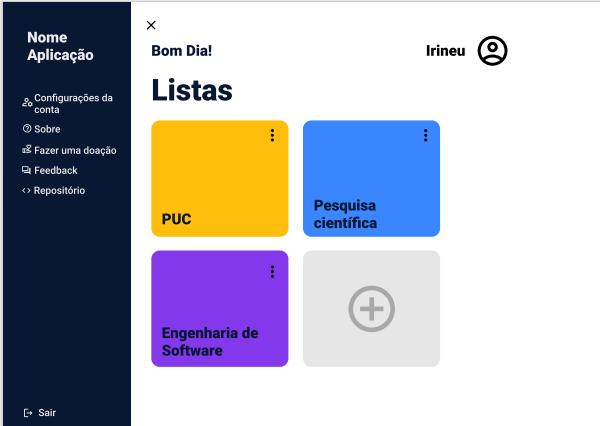 Nome
Aplicação
Configurações da
conta
Sobre
Fazer uma doação
Feedback
Repositório
Sair
Bom Dia!
Irineu
Listas
PUC
Pesquisa
científica
Engenharia de
Software